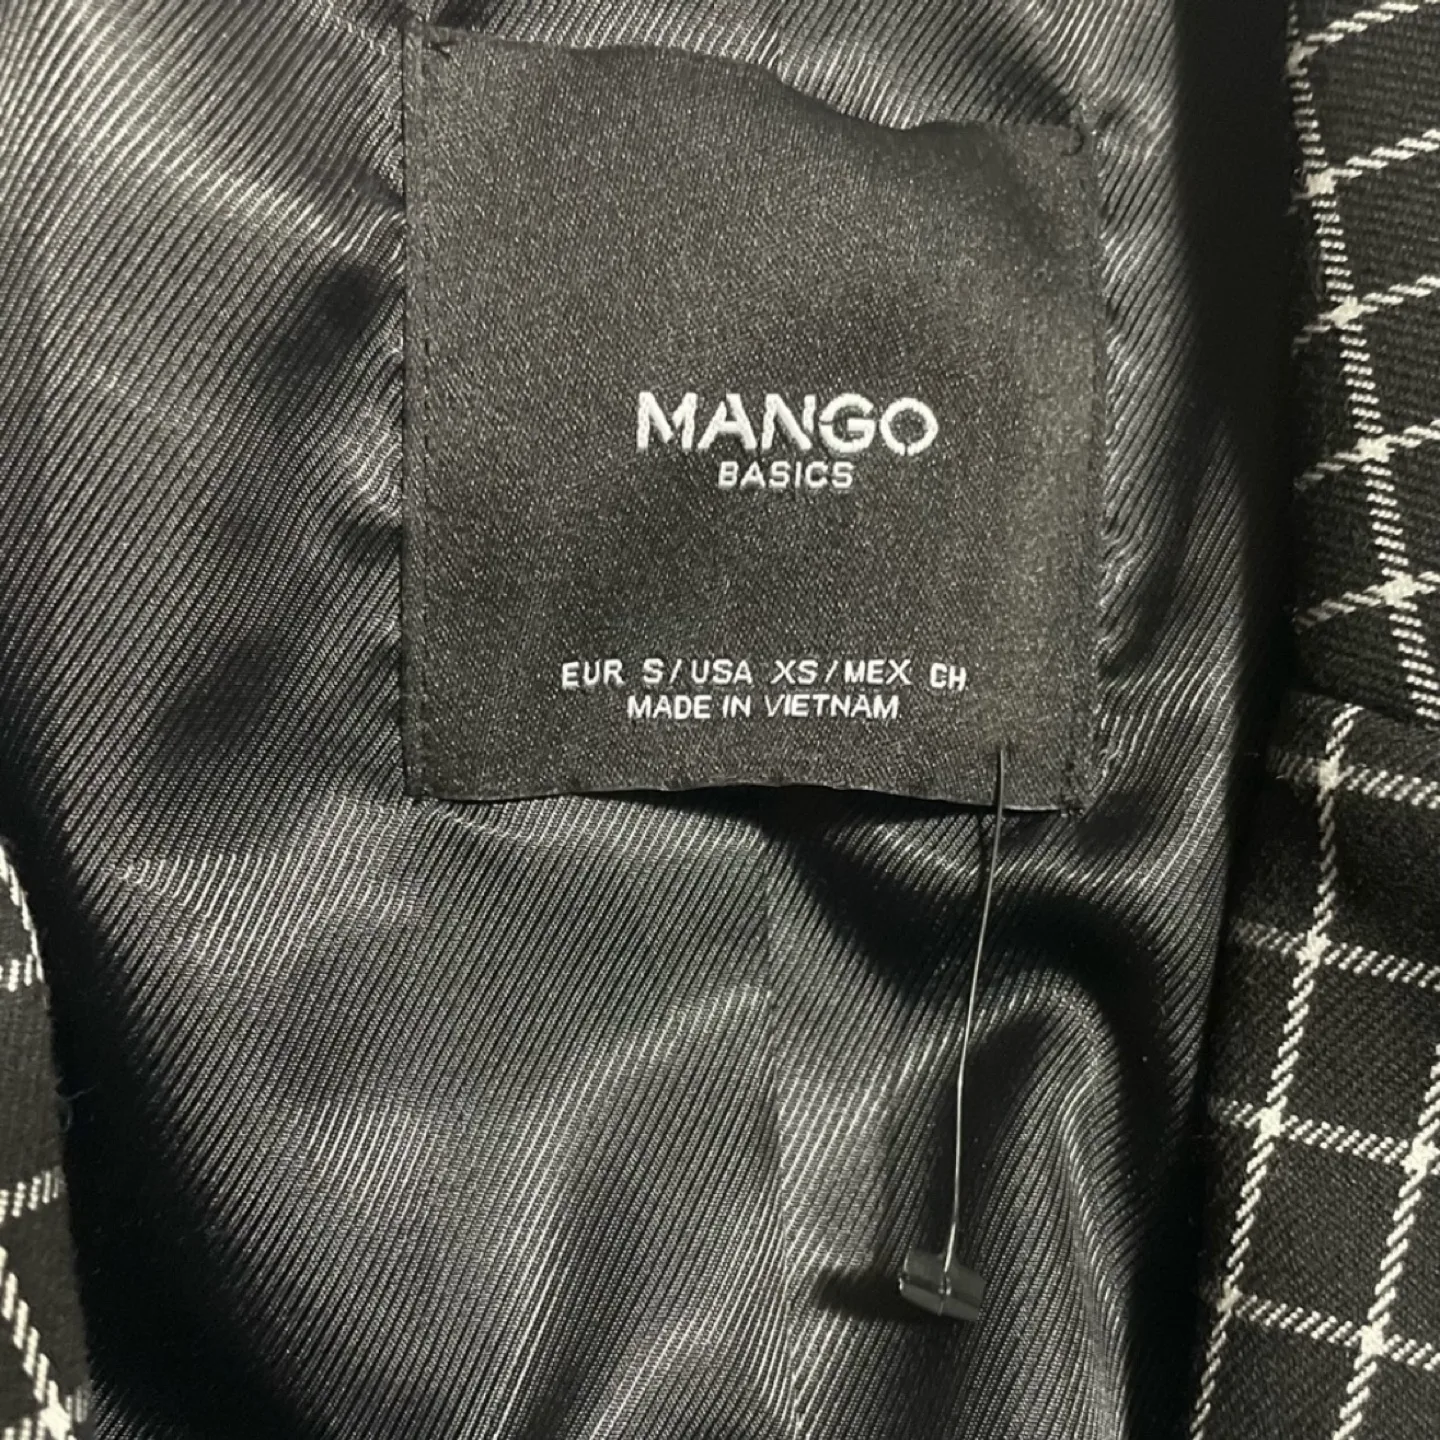 MANGO
BASICS
EUR S/USA XS/MEX CH
MADE IN VIETNAM